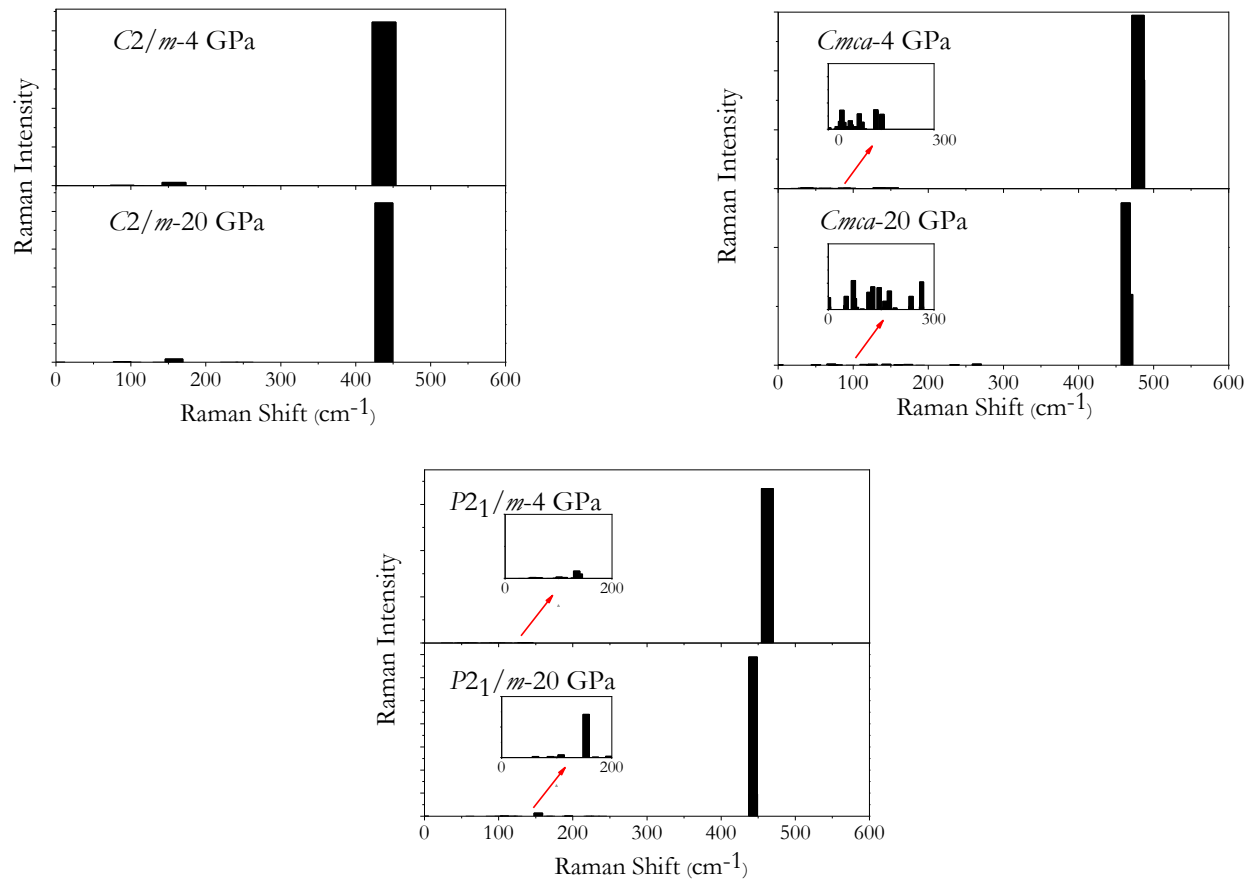 C2/m-4 GPa
C2/m-20 GPa
Raman Intensity
0 100 200 300 400 500 600
Raman Shift (cm-1)
Cmca-4 GPa
0 300
Cmca-20 GPa
0 300
Raman Intensity
0 100 200 300 400 500 600
Raman Shift (cm-1)
P21/m-4 GPa
0 200
P21/m-20 GPa
0 200
Raman Intensity
0 100 200 300 400 500 600
Raman Shift (cm-1)